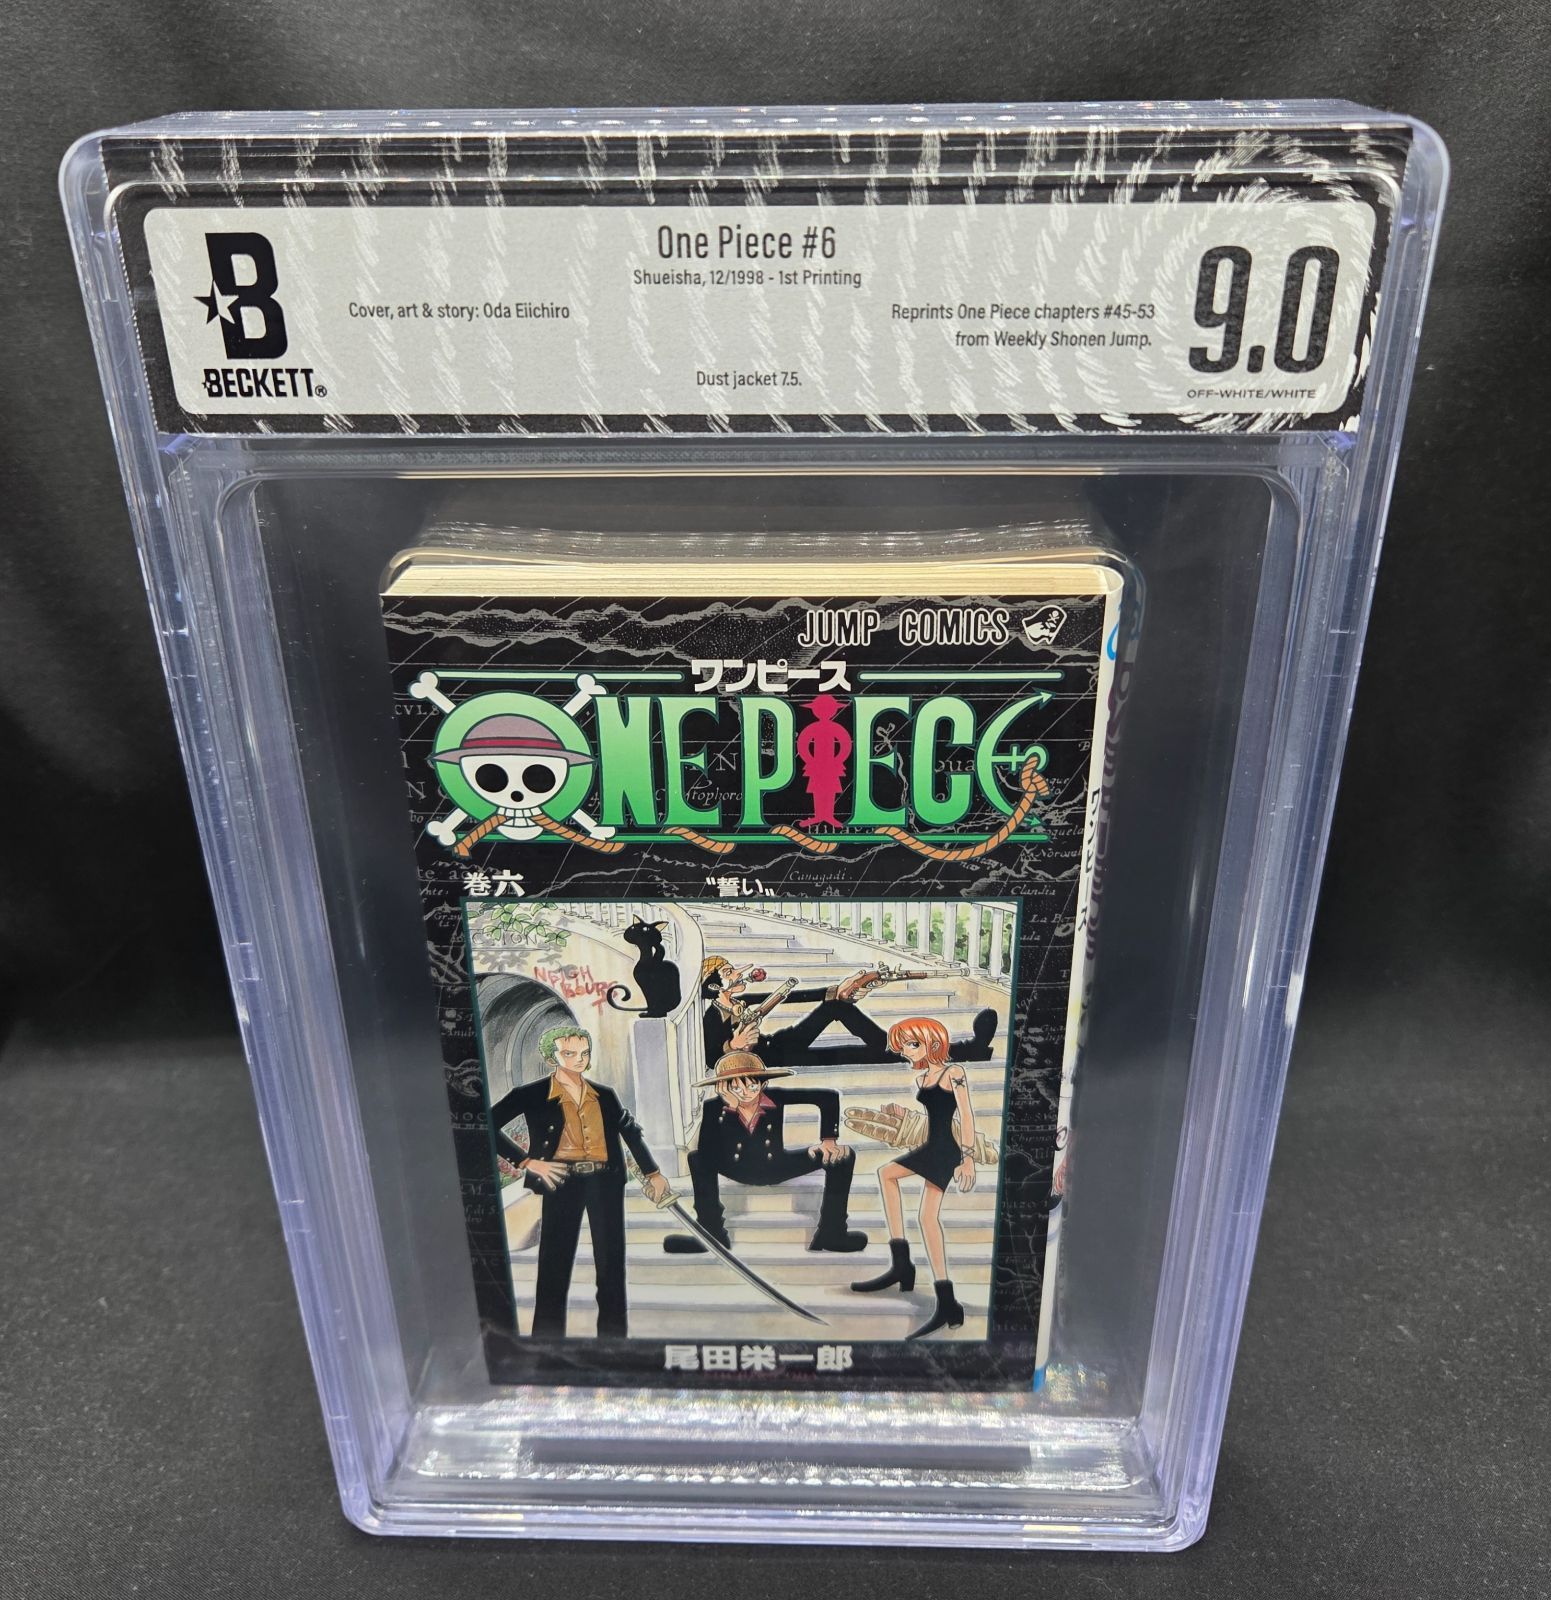 One Piece #6
Shueisha, 12/1998 - 1st Printing
Cover, art & story: Oda Eiichiro
Reprints One Piece chapters #45-53
from Weekly Shonen Jump.
Dust jacket 7.5.
B
BECKETT®
9.0
OFF-WHITE/WHITE
JUMP COMICS
ワンピース
ONE PIECE
巻六
〝誓い〟
Canagadi.
Clandia
NEIGH
BOURS
尾田栄一郎